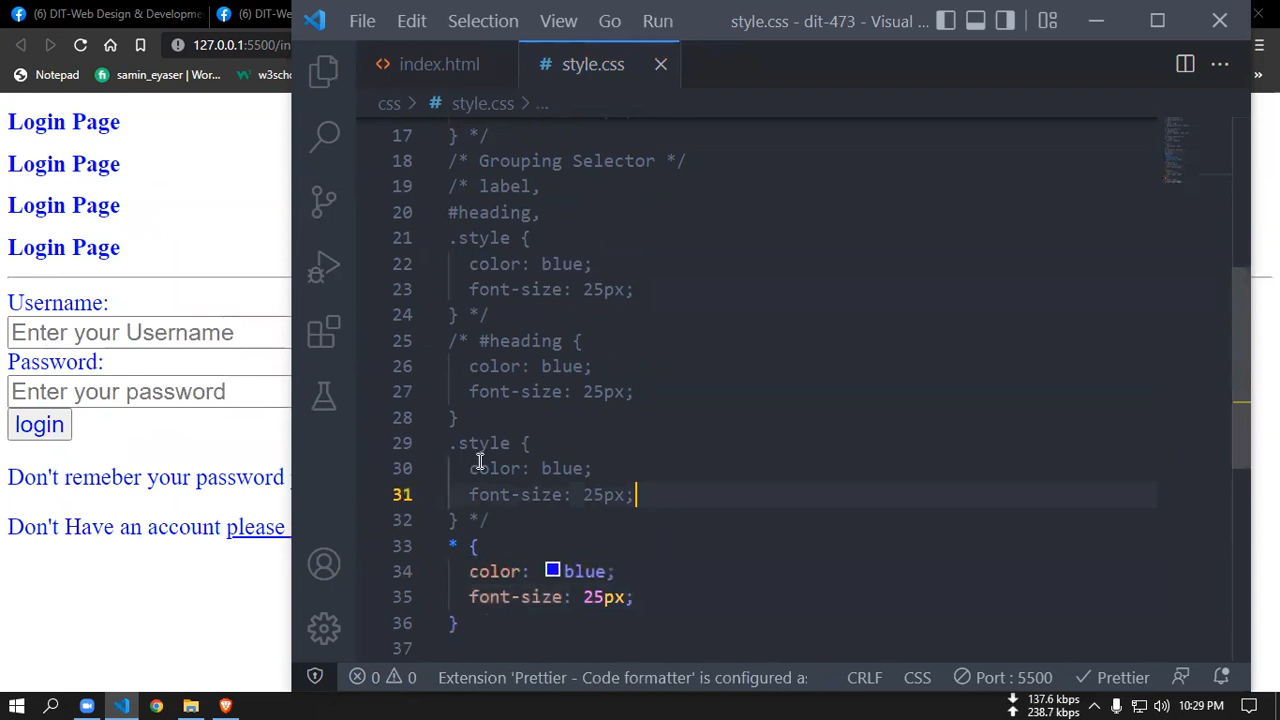 DIT-Web Design & Developme
DIT-W
File Edit Selection View Go Run
style.css - dit-473 - Visual ...
127.0.0.1:5500/in
Notepad
samin_eyaser | Wor...
w3scho
index.html
style.css
css > # style.css > ...
Login Page
Login Page
Login Page
Login Page
Username:
Enter your Username
Password:
Enter your password
login
Don't remeber your password
Don't Have an account please
17 } */
18 /* Grouping Selector */
19 /* label,
20 #heading,
21 .style {
22 color: blue;
23 font-size: 25px;
24 } */
25 /* #heading {
26 color: blue;
27 font-size: 25px;
28 }
29 .style {
30 color: blue;
31 font-size: 25px;
32 } */
33 * {
34 color: blue;
35 font-size: 25px;
36 }
37
0 0 Extension 'Prettier - Code formatter' is configured as
CRLF CSS Port : 5500 Prettier
137.6 kbps
238.7 kbps
10:29 PM